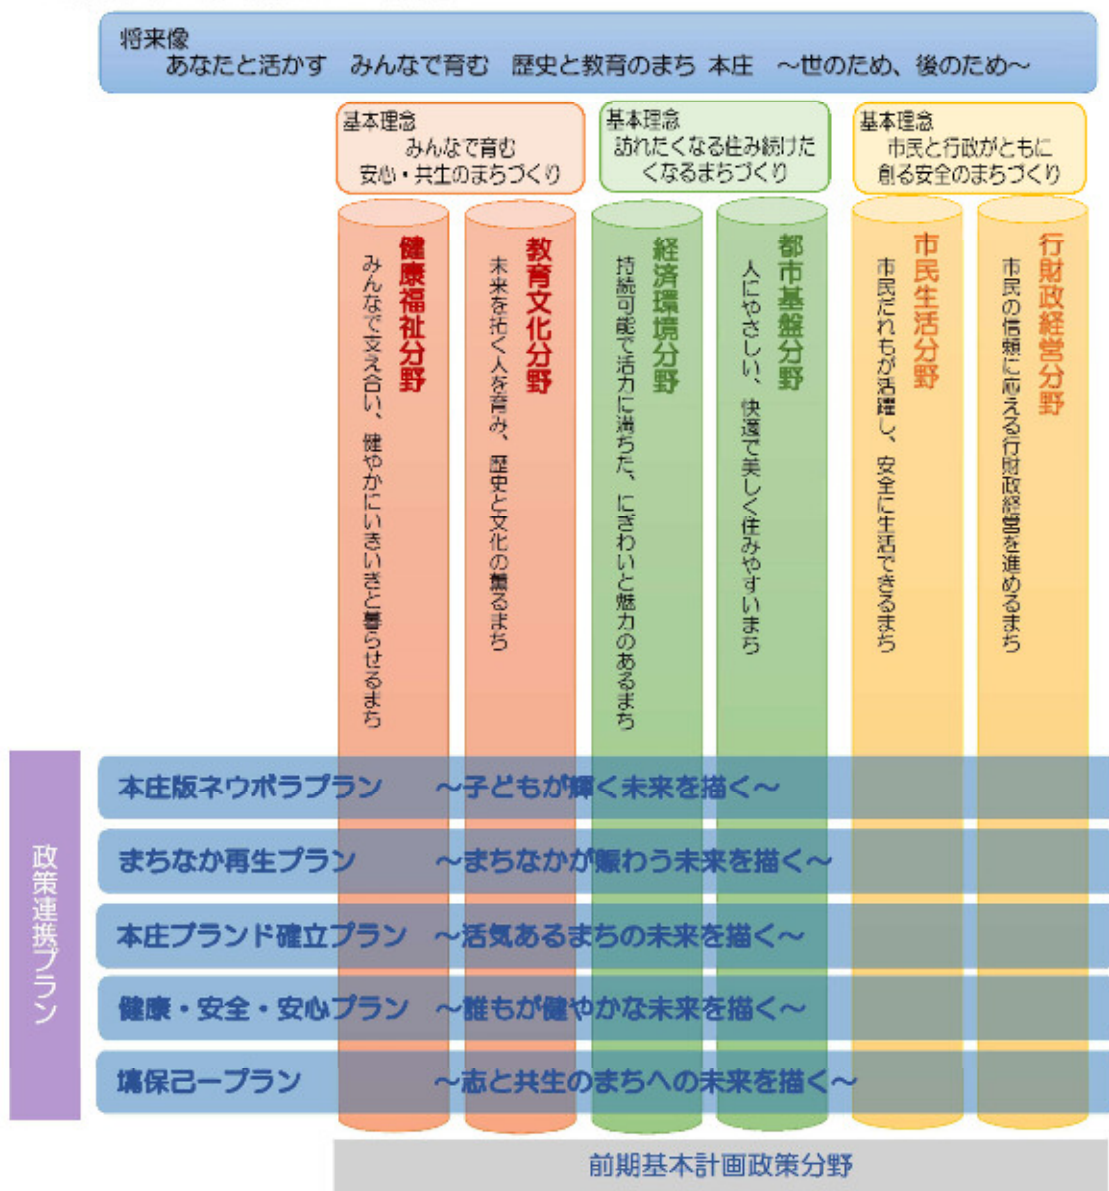 将来像
あなたと活かす　みんなで育む　歴史と教育のまち 本庄　～世のため、後のため～
基本理念
みんなで育む
安心・共生のまちづくり
基本理念
訪れたくなる住み続けた
くなるまちづくり
基本理念
市民と行政がともに
創る安全のまちづくり
健康福祉分野
みんなで支え合い、健やかにいきいきと暮らせるまち
教育文化分野
未来を拓く人を育み、歴史と文化の薫るまち
経済環境分野
持続可能で活力に満ちた、にぎわいと魅力のあるまち
都市基盤分野
人にやさしい、快適で美しく住みやすいまち
市民生活分野
市民だれもが活躍し、安全に生活できるまち
行財政経営分野
市民の信頼に応える行財政経営を進めるまち
政策連携プラン
本庄版ネウボラプラン　～子どもが輝く未来を描く～
まちなか再生プラン　～まちなかが賑わう未来を描く～
本庄ブランド確立プラン　～活気あるまちの未来を描く～
健康・安全・安心プラン　～誰もが健やかな未来を描く～
塙保己一プラン　～志と共生のまちへの未来を描く～
前期基本計画政策分野